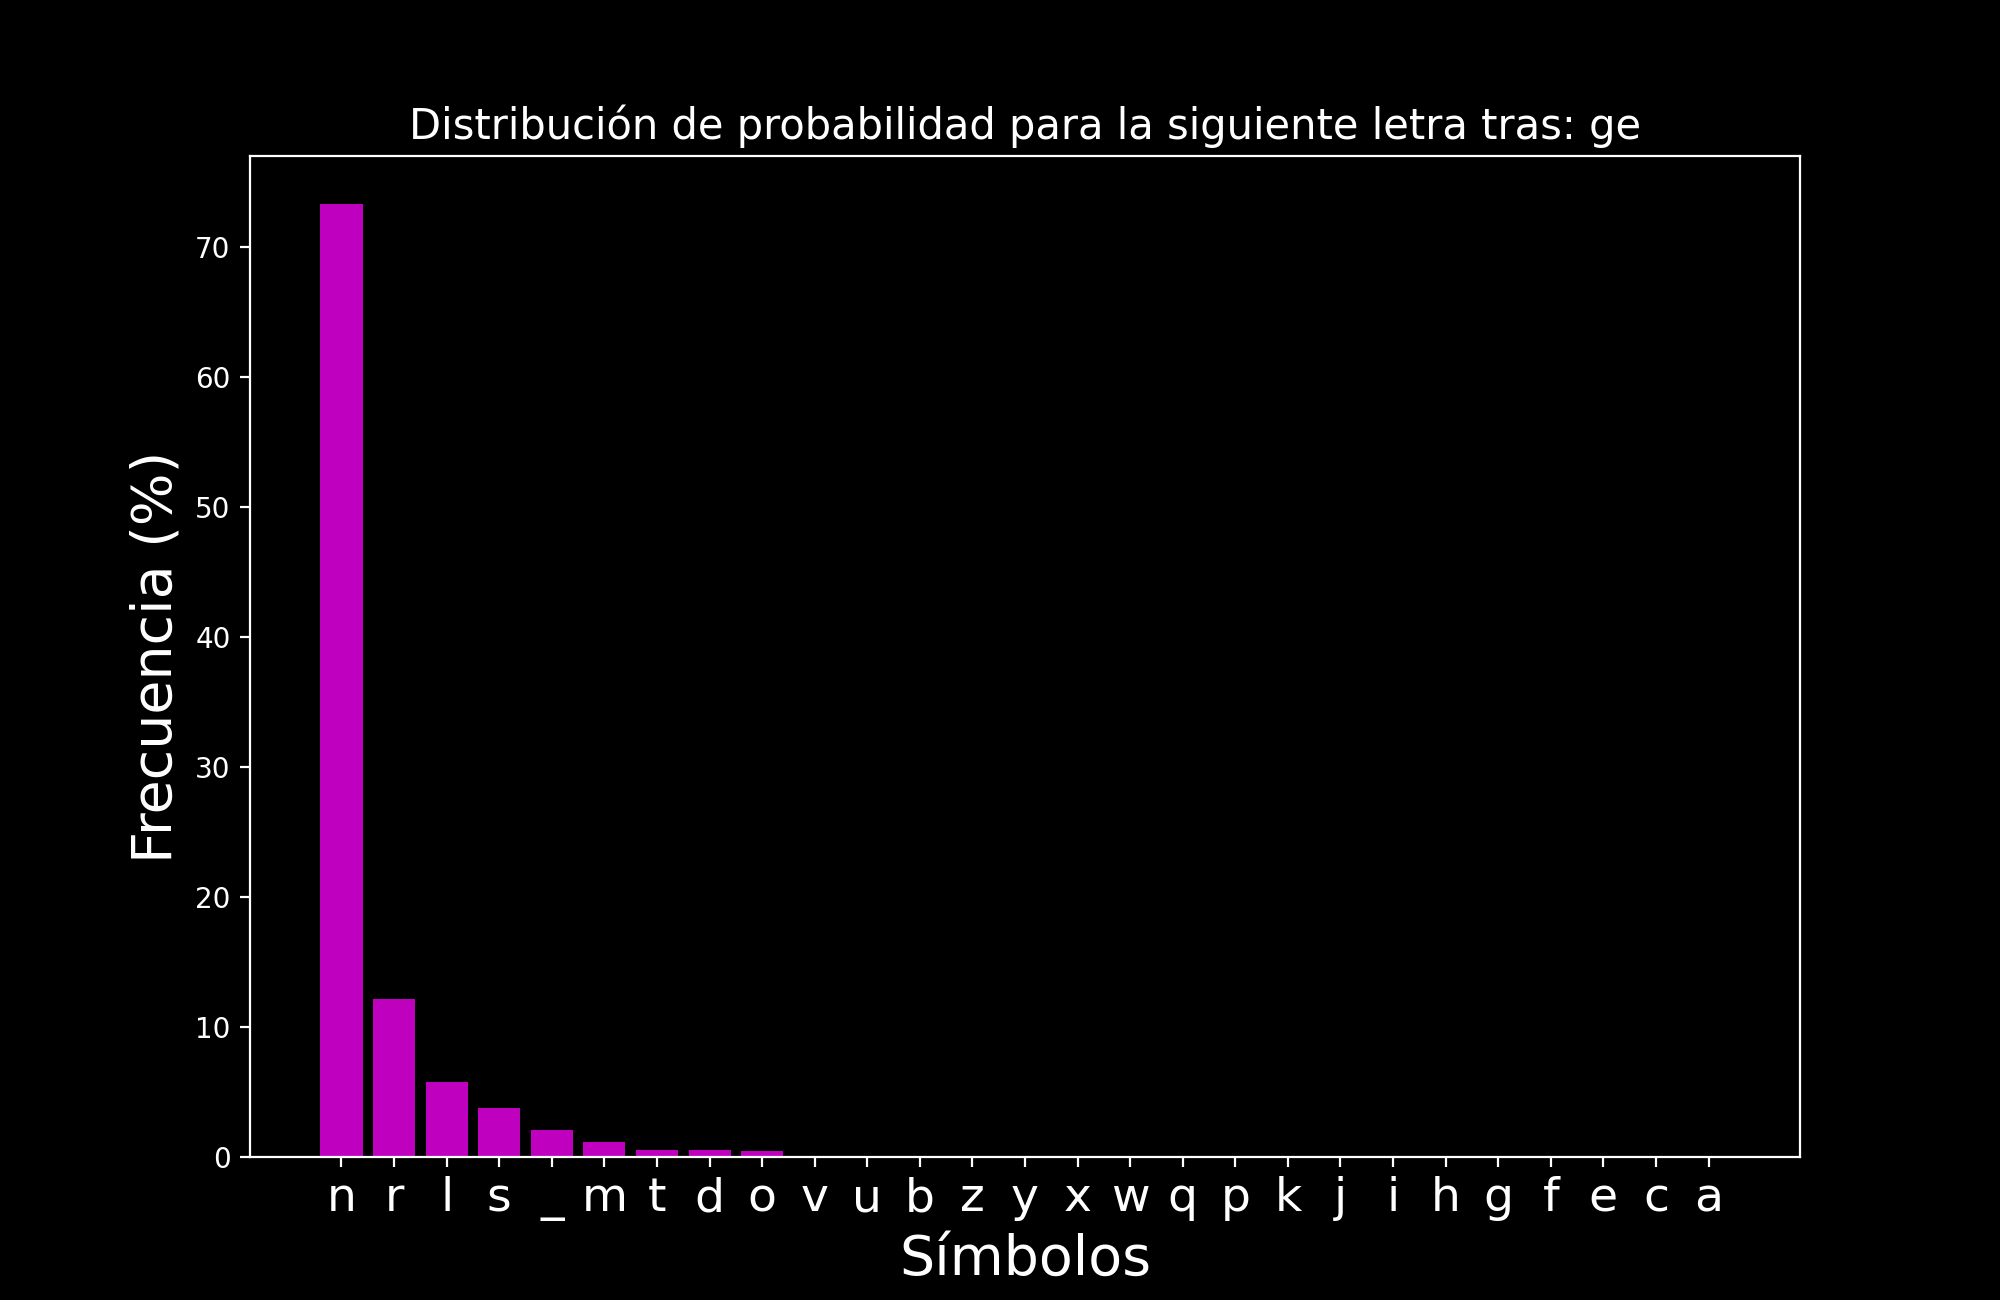 Distribución de probabilidad para la siguiente letra tras: ge
Frecuencia (%)
70
60
50
40
30
20
10
0
n r l s _ m t d o v u b z y x w q p k j i h g f e c a
Símbolos